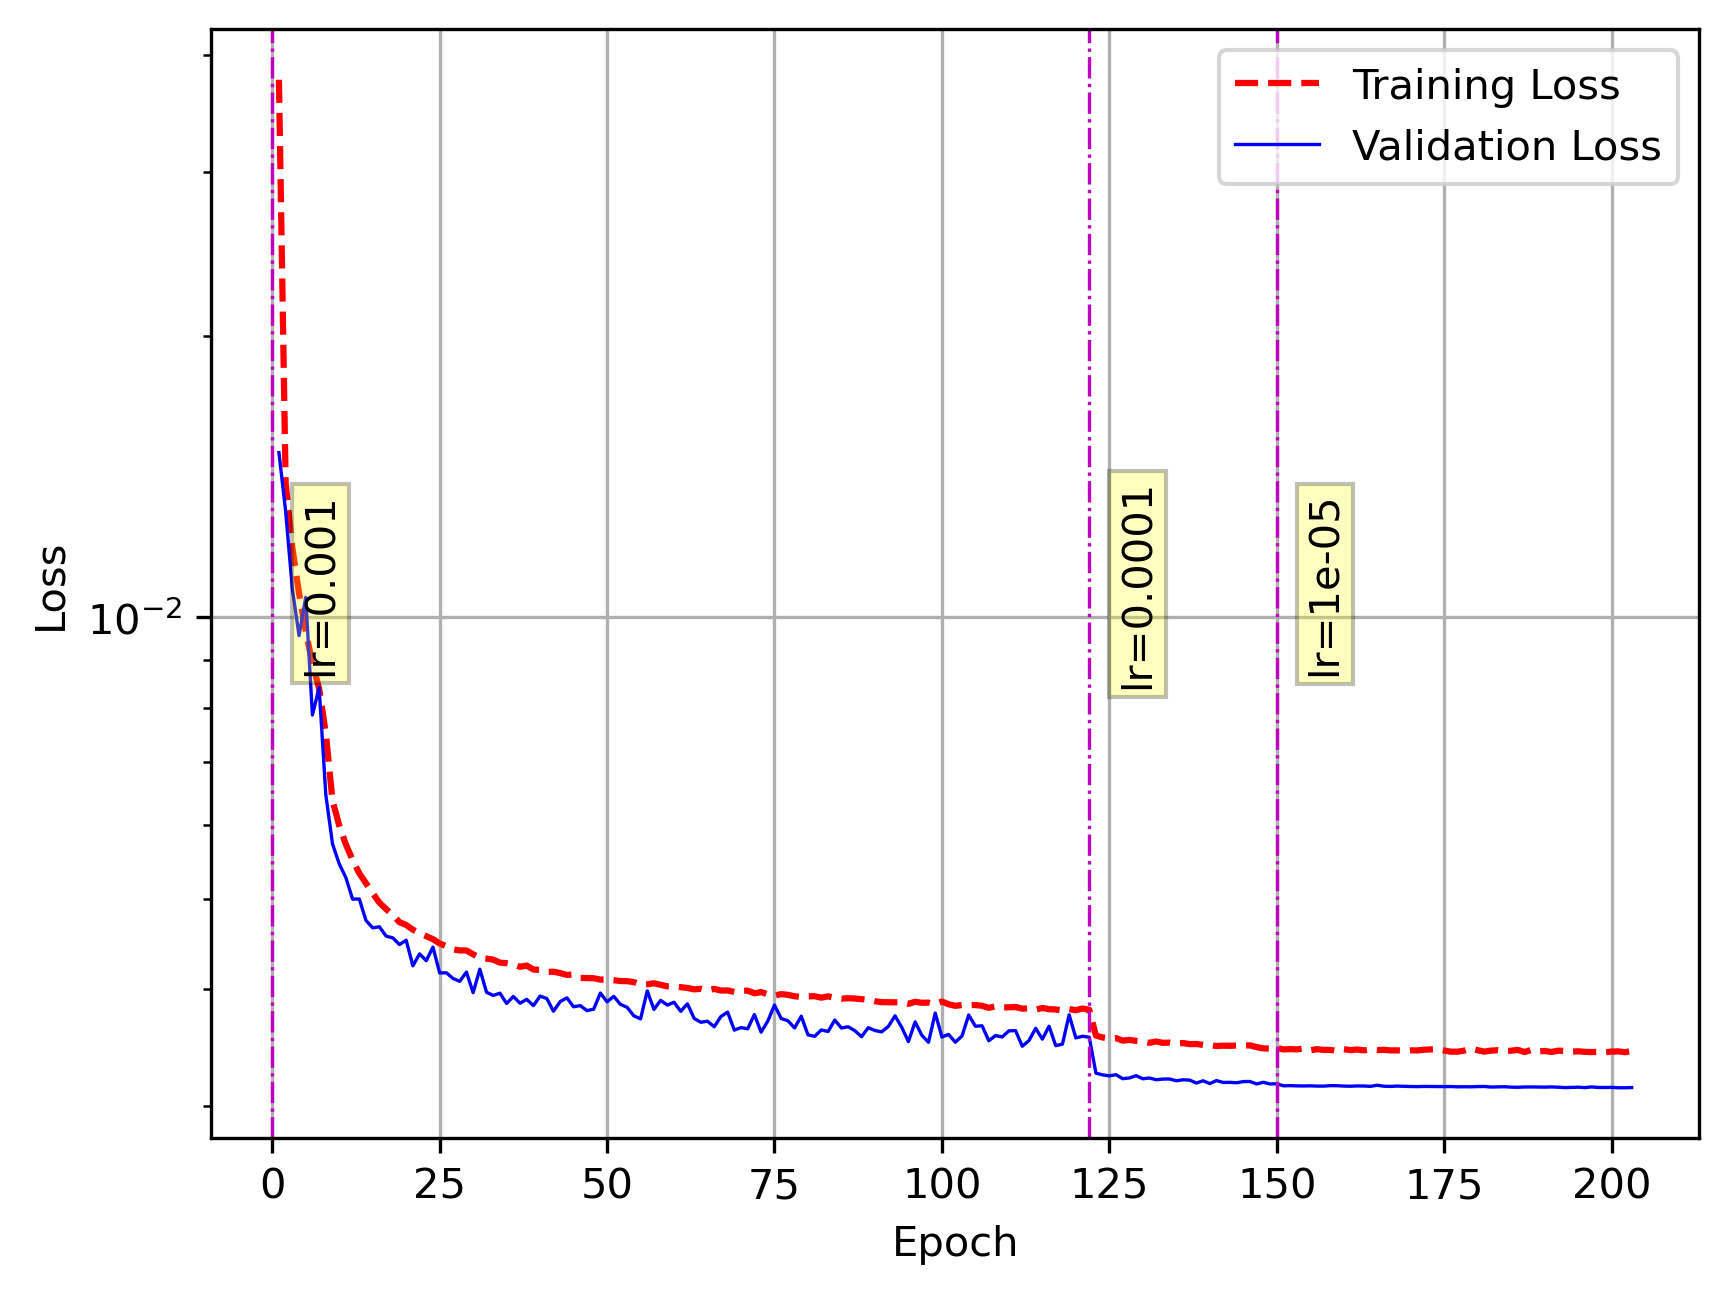 Training Loss
Validation Loss
lr=0.001
lr=0.0001
lr=1e-05
Loss
10⁻²
0 25 50 75 100 125 150 175 200
Epoch